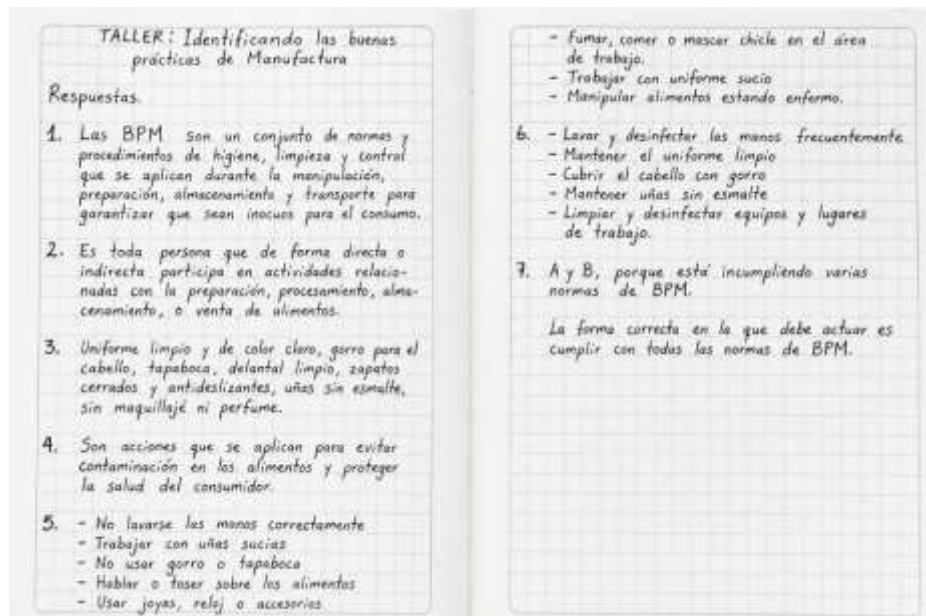 TALLER: Identificando las buenas
prácticas de Manufactura
Respuestas.
1. Las BPM son un conjunto de normas y
procedimientos de higiene, limpieza y control
que se aplican durante la manipulación,
preparación, almacenamiento y transporte para
garantizar que sean inocuos para el consumo.
2. Es toda persona que de forma directa o
indirecta participa en actividades relacio-
nadas con la preparación, procesamiento, alma-
cenamiento, o venta de alimentos.
3. Uniforme limpio y de color claro, gorro para el
cabello, tapaboca, delantal limpio, zapatos
cerrados y antideslizantes, uñas sin esmalte,
sin maquillaje ni perfume.
4. Son acciones que se aplican para evitar
contaminación en los alimentos y proteger
la salud del consumidor.
5. - No lavarse las manos correctamente
- Trabajar con uñas sucias
- No usar gorro o tapaboca
- Hablar o toser sobre los alimentos
- Usar joyas, reloj o accesorios
- Fumar, comer o mascar chicle en el área
de trabajo.
- Trabajar con uniforme sucio
- Manipular alimentos estando enfermo.
6. - Lavar y desinfectar las manos frecuentemente
- Mantener el uniforme limpio
- Cubrir el cabello con gorro
- Mantener uñas sin esmalte
- Limpiar y desinfectar equipos y lugares
de trabajo.
7. A y B, porque está incumpliendo varias
normas de BPM.
La forma correcta en la que debe actuar es
cumplir con todas las normas de BPM.